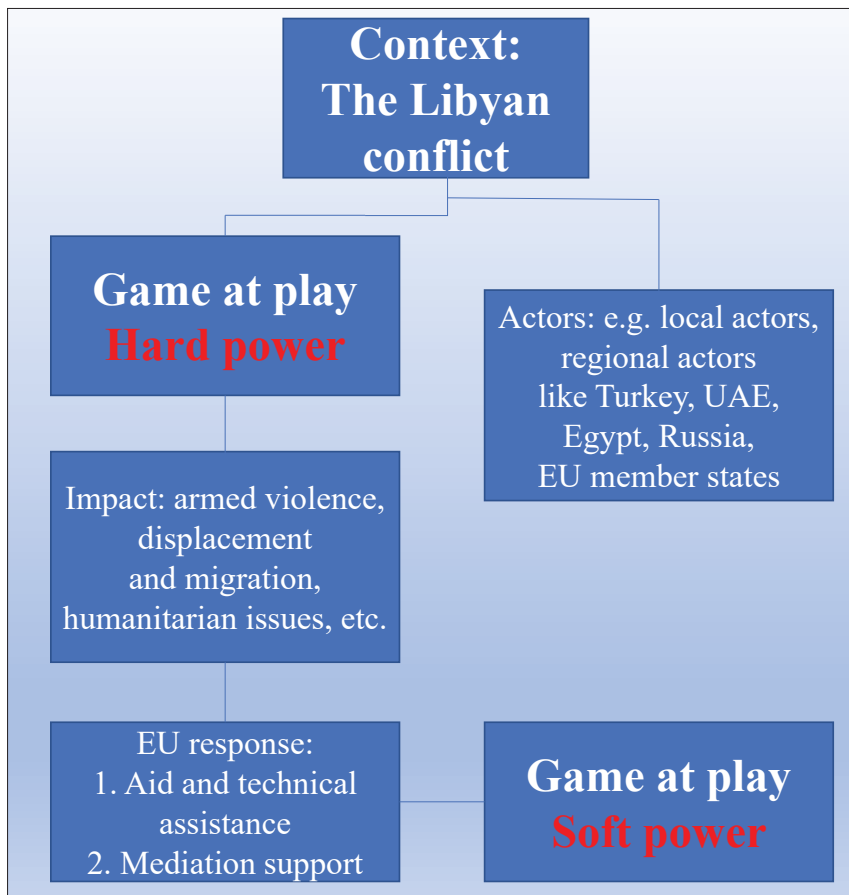 Context:
The Libyan
conflict
Game at play
Hard power
Actors: e.g. local actors,
regional actors
like Turkey, UAE,
Egypt, Russia,
EU member states
Impact: armed violence,
displacement
and migration,
humanitarian issues, etc.
EU response:
1. Aid and technical
assistance
2. Mediation support
Game at play
Soft power